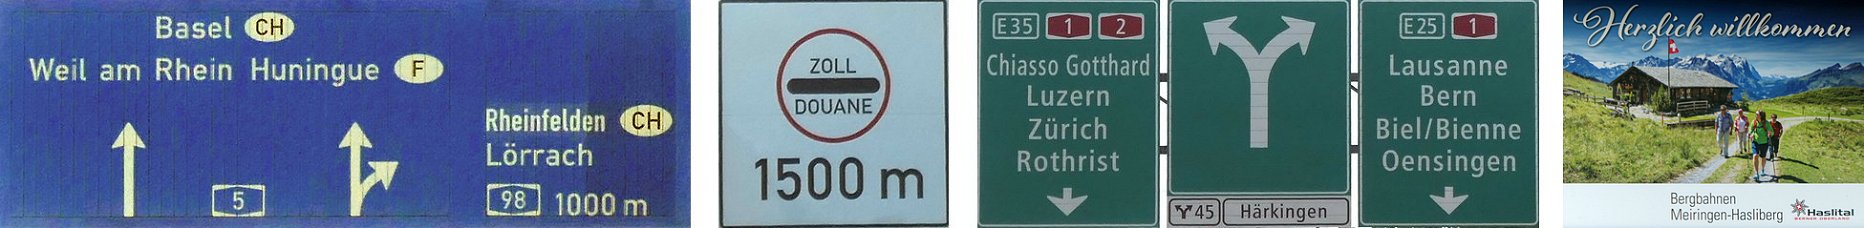 Basel CH
Weil am Rhein Huningue F
Rheinfelden CH
Lörrach
5
98 1000 m
ZOLL
DOUANE
1500 m
E35 1 2
Chiasso Gotthard
Luzern
Zürich
Rothrist
45 Härkingen
E25 1
Lausanne
Bern
Biel/Bienne
Oensingen
Herzlich willkommen
Bergbahnen
Meiringen-Hasliberg
Haslital
BERNER OBERLAND